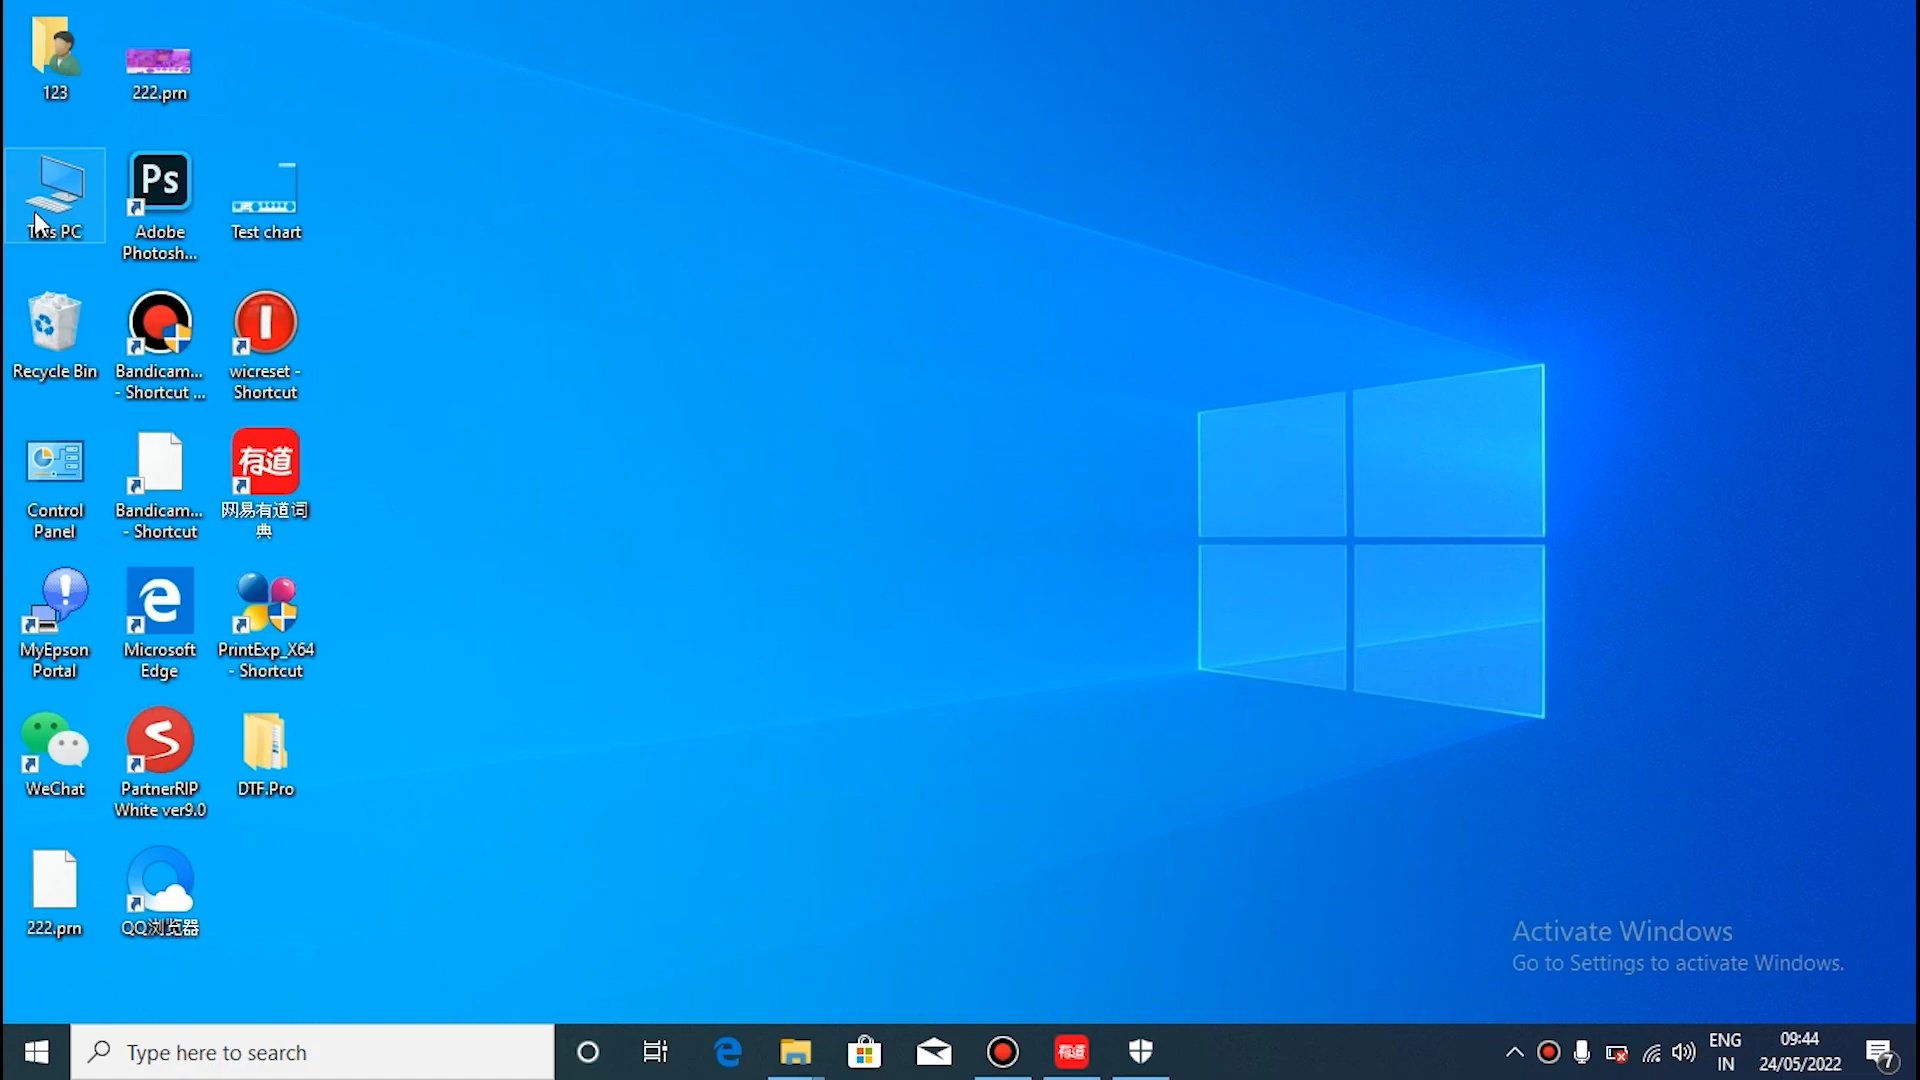 123
222.prn
This PC
Ps
Adobe
Photosh...
Test chart
Recycle Bin
Bandicam...
- Shortcut ...
wicreset -
Shortcut
Control
Panel
Bandicam...
- Shortcut
有道
网易有道词
典
MyEpson
Portal
Microsoft
Edge
PrintExp_X64
- Shortcut
WeChat
PartnerRIP
White ver9.0
DTF.Pro
222.prn
QQ浏览器
Activate Windows
Go to Settings to activate Windows.
Type here to search
有道
ENG
IN
09:44
24/05/2022
7